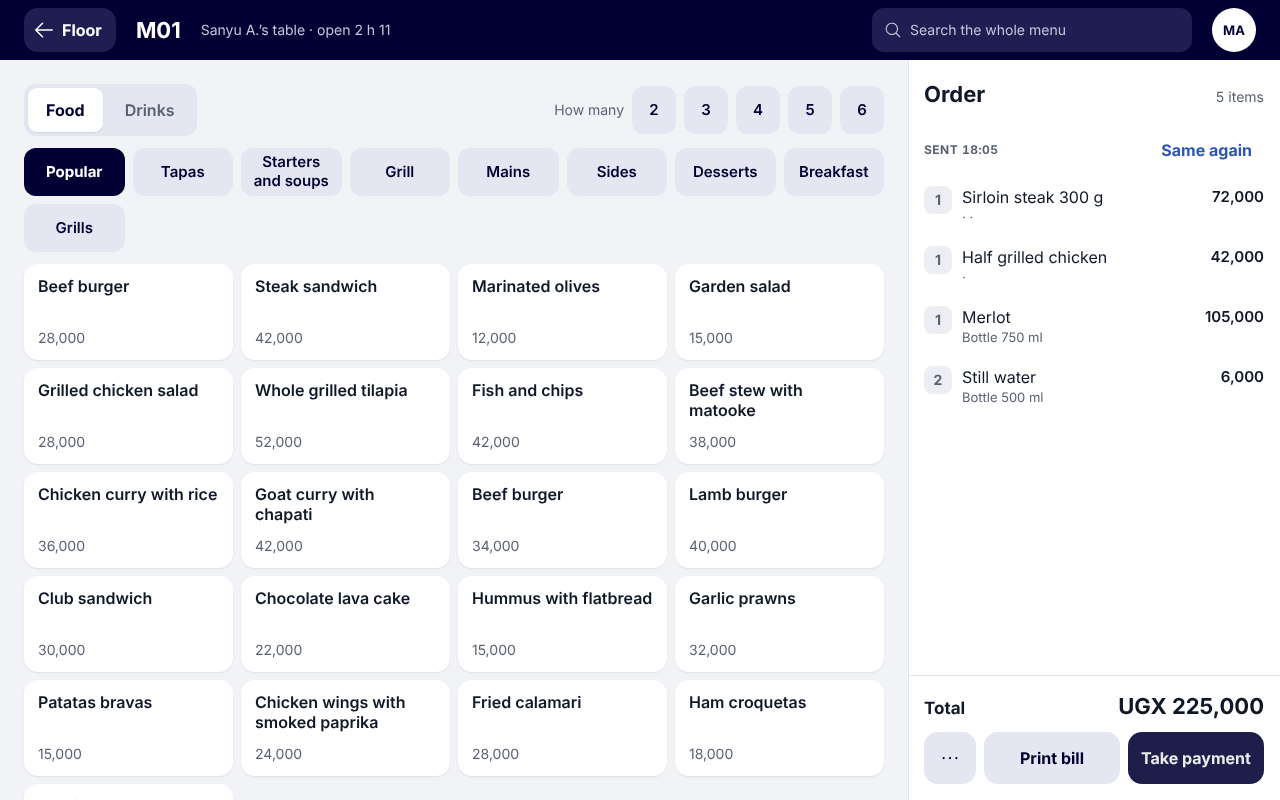 Floor
M01
Sanyu A.'s table · open 2 h 11
Search the whole menu
MA
Food
Drinks
How many
2
3
4
5
6
Popular
Tapas
Starters
and soups
Grill
Mains
Sides
Desserts
Breakfast
Grills
Beef burger
28,000
Steak sandwich
42,000
Marinated olives
12,000
Garden salad
15,000
Grilled chicken salad
28,000
Whole grilled tilapia
52,000
Fish and chips
42,000
Beef stew with
matooke
38,000
Chicken curry with rice
36,000
Goat curry with
chapati
42,000
Beef burger
34,000
Lamb burger
40,000
Club sandwich
30,000
Chocolate lava cake
22,000
Hummus with flatbread
15,000
Garlic prawns
32,000
Patatas bravas
15,000
Chicken wings with
smoked paprika
24,000
Fried calamari
28,000
Ham croquetas
18,000
Order
5 items
SENT 18:05
Same again
1 Sirloin steak 300 g 72,000
· ·
1 Half grilled chicken 42,000
·
1 Merlot 105,000
Bottle 750 ml
2 Still water 6,000
Bottle 500 ml
Total
UGX 225,000
···
Print bill
Take payment